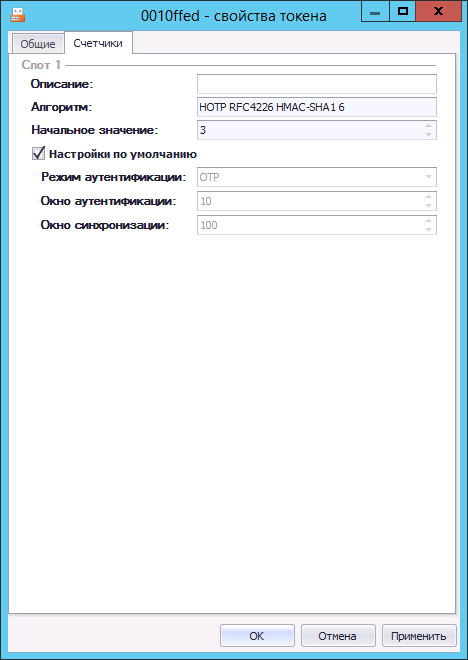 0010ffed - свойства токена
Общие Счетчики
Слот 1
Описание:
Алгоритм: HOTP RFC4226 HMAC-SHA1 6
Начальное значение: 3
Настройки по умолчанию
Режим аутентификации: OTP
Окно аутентификации: 10
Окно синхронизации: 100
OK Отмена Применить